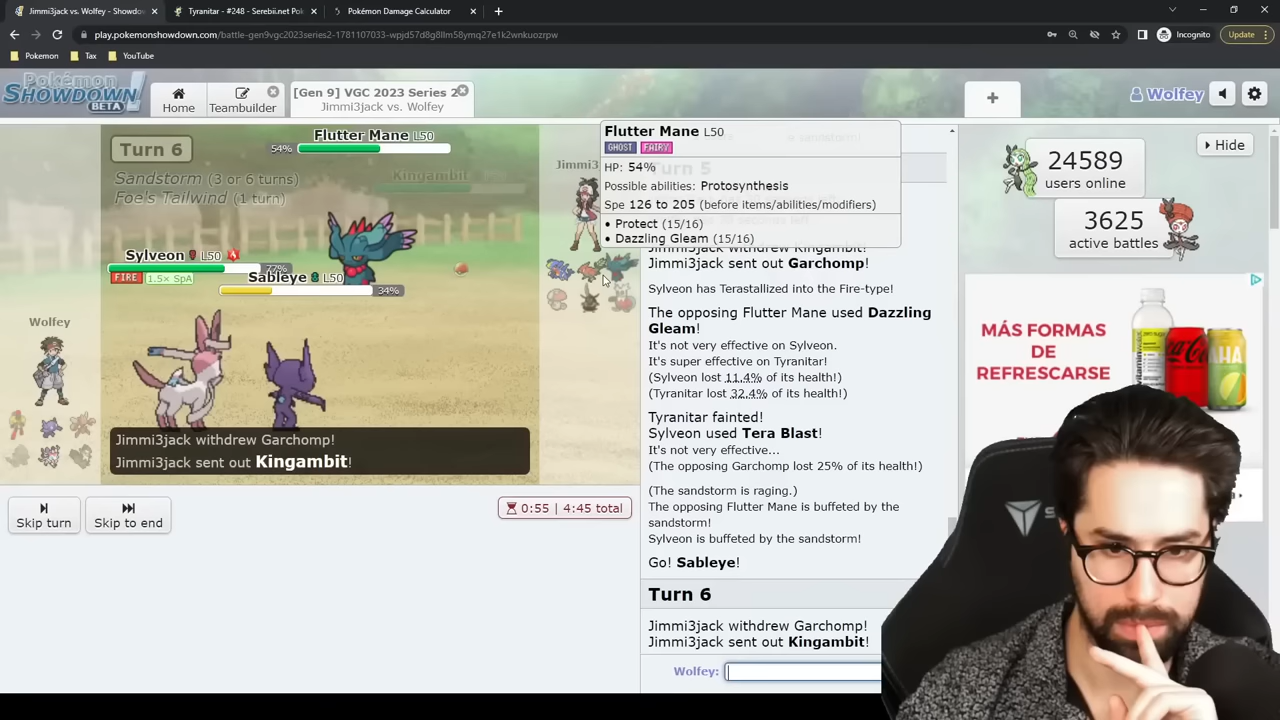 Jimmi3jack vs. Wolfey - Showdo
Tyranitar - #248 - Serebii.net Pol
Pokémon Damage Calculator
play.pokemonshowdown.com/battle-gen9vgc2023series2-1781107033-wpjd57d8g8llm58ymq27e1k2wnkuozrpw
Incognito
Update
Pokemon
Tax
YouTube
Pokémon
SHOWDOWN!
BETA
Home
Teambuilder
[Gen 9] VGC 2023 Series 2
Jimmi3jack vs. Wolfey
Wolfey
Turn 6
Flutter Mane L50
54%
Sandstorm (3 or 6 turns)
Foe's Tailwind (1 turn)
Kingambit
Sylveon L50
77%
FIRE 1.5× SpA
Sableye L50
34%
Wolfey
Jimmi3
Jimmi3jack withdrew Garchomp!
Jimmi3jack sent out Kingambit!
Skip turn
Skip to end
0:55 | 4:45 total
Flutter Mane L50
GHOST FAIRY
HP: 54%
Possible abilities: Protosynthesis
Spe 126 to 205 (before items/abilities/modifiers)
• Protect (15/16)
• Dazzling Gleam (15/16)
sandstorm!
Turn 5
Jimmi3jack withdrew Kingambit!
Jimmi3jack sent out Garchomp!
Sylveon has Terastallized into the Fire-type!
The opposing Flutter Mane used Dazzling
Gleam!
It's not very effective on Sylveon.
It's super effective on Tyranitar!
(Sylveon lost 11.4% of its health!)
(Tyranitar lost 32.4% of its health!)
Tyranitar fainted!
Sylveon used Tera Blast!
It's not very effective...
(The opposing Garchomp lost 25% of its health!)
(The sandstorm is raging.)
The opposing Flutter Mane is buffeted by the
sandstorm!
Sylveon is buffeted by the sandstorm!
Go! Sableye!
Turn 6
Jimmi3jack withdrew Garchomp!
Jimmi3jack sent out Kingambit!
Wolfey:
24589
users online
3625
active battles
Hide
MÁS FORMAS
DE
REFRESCARSE